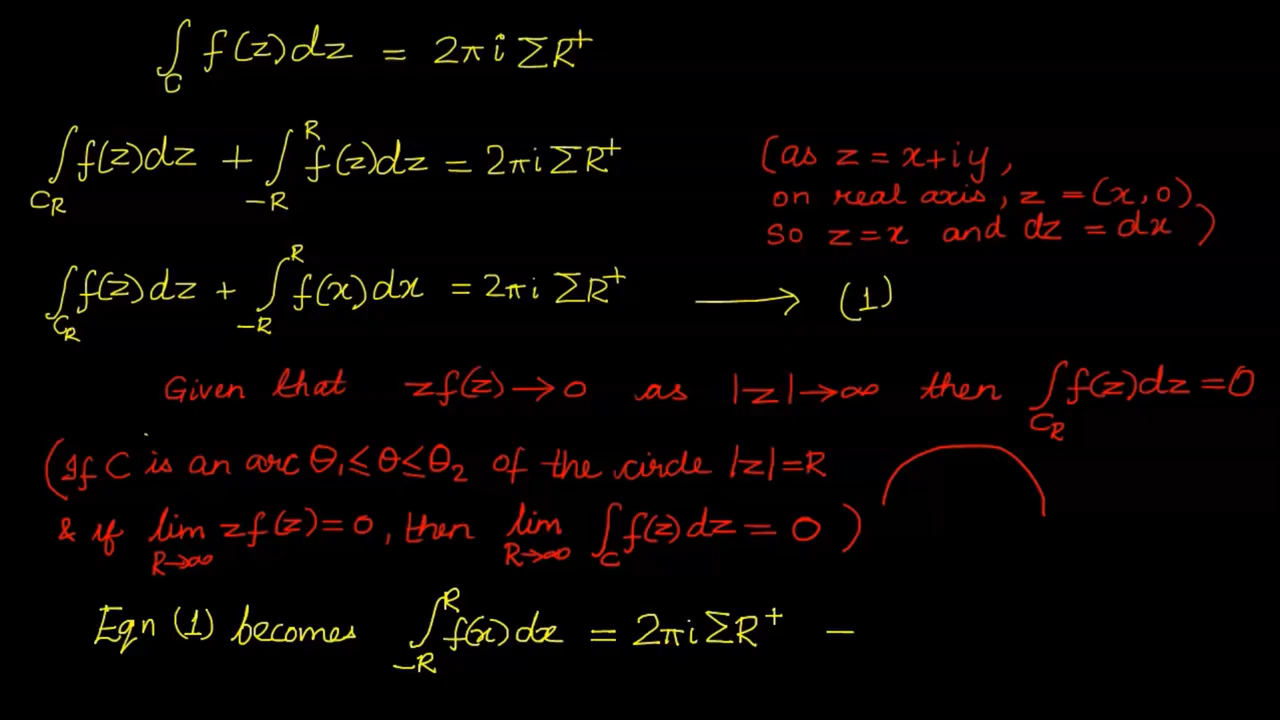 ∫_C f(z)dz = 2πi ΣR⁺
∫_{C_R} f(z)dz + ∫_{-R}^{R} f(z)dz = 2πi ΣR⁺
(as z = x+iy,
on real axis, z = (x, 0)
so z = x and dz = dx)
∫_{C_R} f(z)dz + ∫_{-R}^{R} f(x)dx = 2πi ΣR⁺ ⟶ (1)
Given that zf(z)→0 as |z|→∞ then ∫_{C_R} f(z)dz = 0
(If C is an arc θ₁≤θ≤θ₂ of the circle |z|=R
& if lim_{R→∞} zf(z)=0, then lim_{R→∞} ∫_C f(z)dz = 0)
Eqn (1) becomes ∫_{-R}^{R} f(x)dx = 2πi ΣR⁺ —